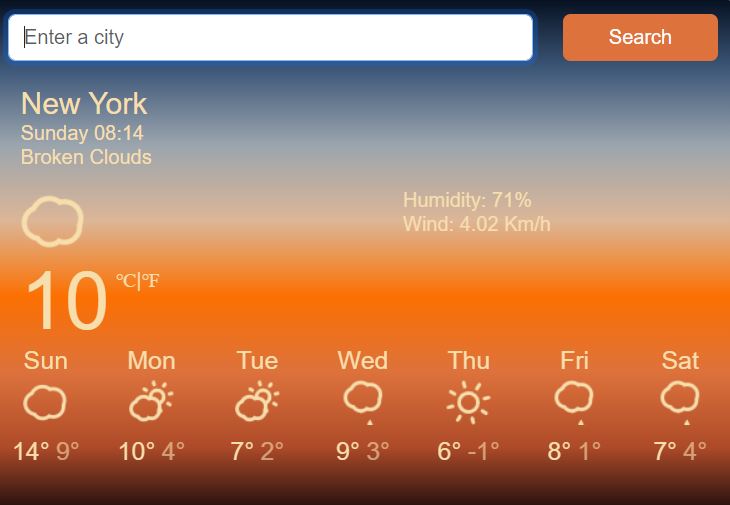 Enter a city
Search
New York
Sunday 08:14
Broken Clouds
Humidity: 71%
Wind: 4.02 Km/h
10 °C|°F
Sun Mon Tue Wed Thu Fri Sat
14° 9° 10° 4° 7° 2° 9° 3° 6° -1° 8° 1° 7° 4°